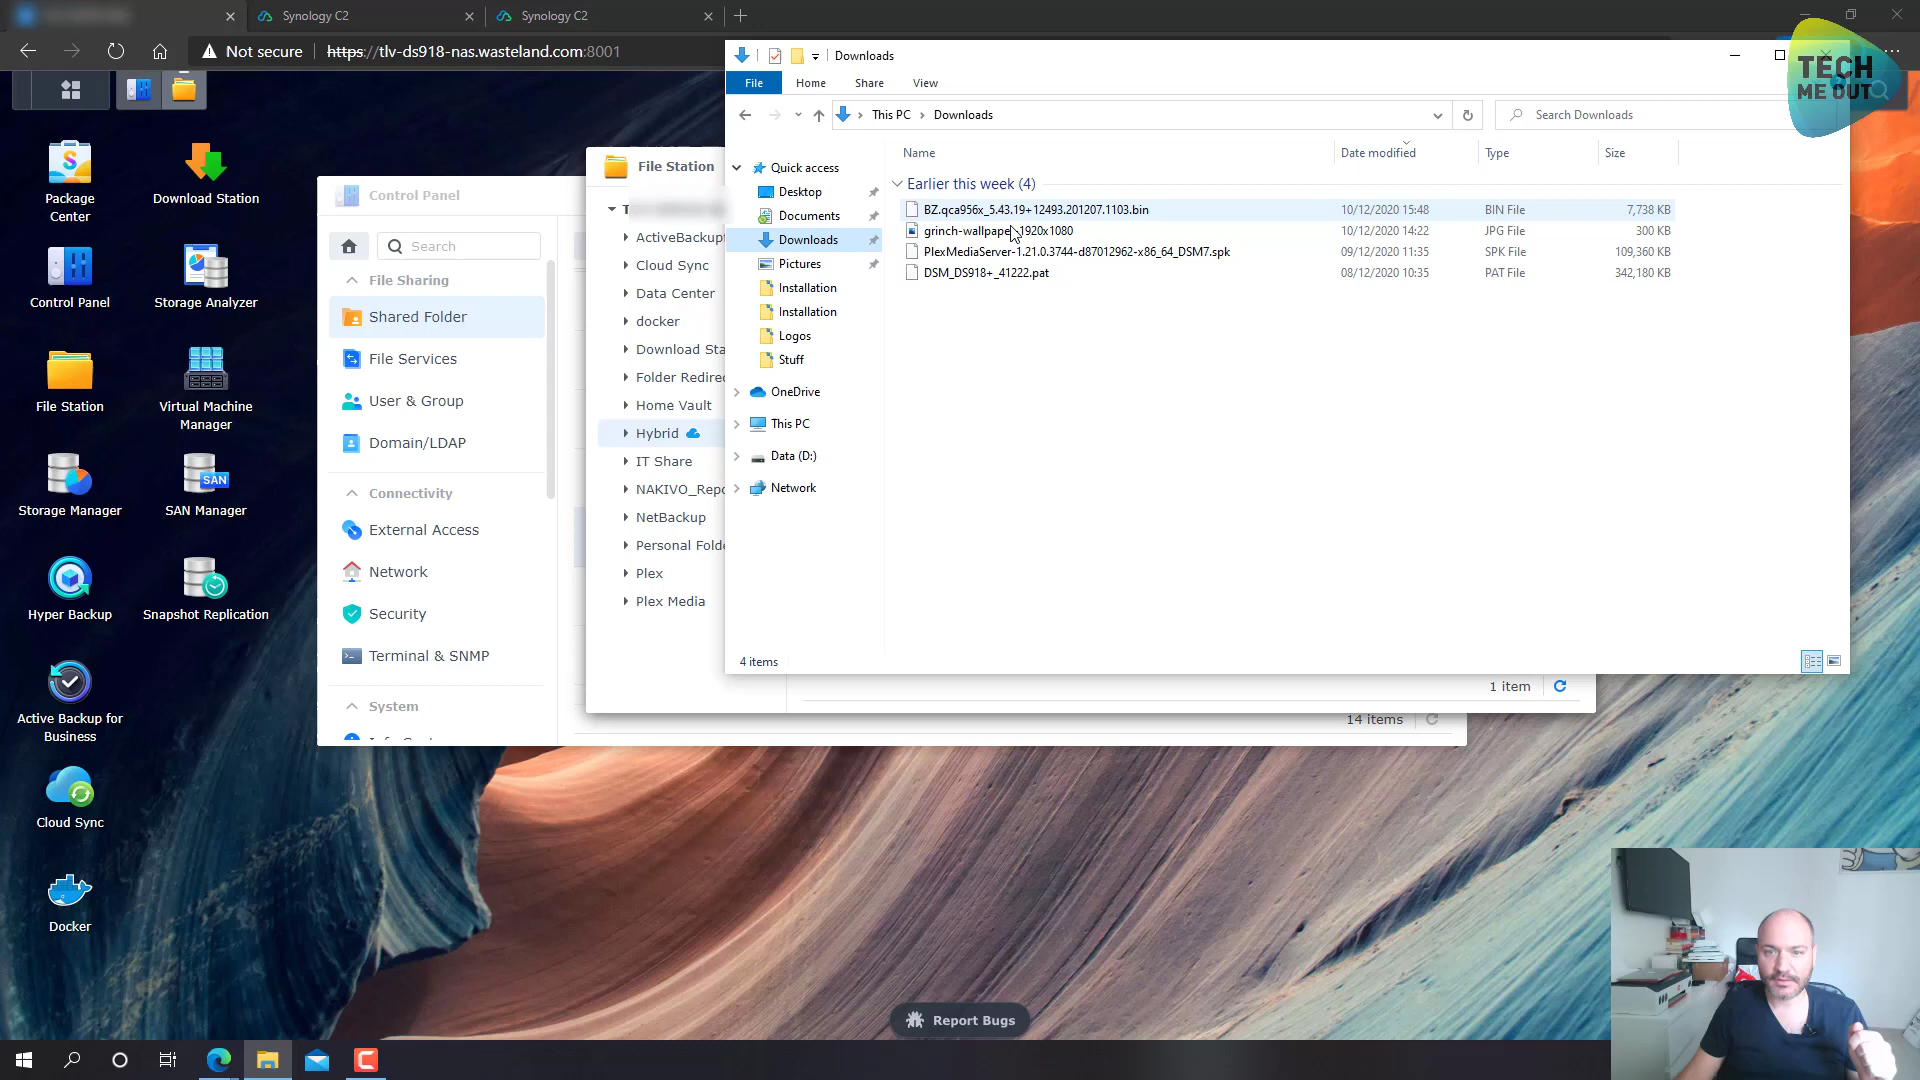 Synology C2
Synology C2
Not secure
https://tlv-ds918-nas.wasteland.com:8001
Downloads
File
Home
Share
View
This PC
Downloads
Search Downloads
TECH
ME OUT
Package
Center
Download Station
Control Panel
Storage Analyzer
File Station
Virtual Machine
Manager
Storage Manager
SAN
SAN Manager
Hyper Backup
Snapshot Replication
Active Backup for
Business
Cloud Sync
Docker
Control Panel
Search
File Sharing
Shared Folder
File Services
User & Group
Domain/LDAP
Connectivity
External Access
Network
Security
Terminal & SNMP
System
14 items
File Station
Cloud Sync
Data Center
docker
Download Sta
Folder Redire
Home Vault
Hybrid
IT Share
NAKIVO_Repo
NetBackup
Personal Folde
Plex
Plex Media
1 item
Quick access
Desktop
Documents
Downloads
Pictures
Installation
Installation
Logos
Stuff
OneDrive
This PC
Data (D:)
Network
Name
Date modified
Type
Size
Earlier this week (4)
BZ.qca956x_5.43.19+12493.201207.1103.bin
10/12/2020 15:48
BIN File
7,738 KB
grinch-wallpaper-1920x1080
10/12/2020 14:22
JPG File
300 KB
PlexMediaServer-1.21.0.3744-d87012962-x86_64_DSM7.spk
09/12/2020 11:35
SPK File
109,360 KB
DSM_DS918+_41222.pat
08/12/2020 10:35
PAT File
342,180 KB
4 items
Report Bugs